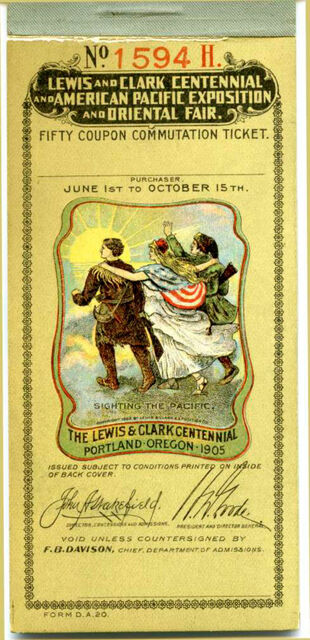 No 1594 H.
LEWIS AND CLARK CENTENNIAL
AND AMERICAN PACIFIC EXPOSITION
AND ORIENTAL FAIR.
FIFTY COUPON COMMUTATION TICKET.
PURCHASER.
JUNE 1ST TO OCTOBER 15TH.
SIGHTING THE PACIFIC.
THE LEWIS & CLARK CENTENNIAL
PORTLAND · OREGON · 1905
ISSUED SUBJECT TO CONDITIONS PRINTED ON INSIDE
OF BACK COVER.
John A Wakefield.
DIRECTOR, CONCESSIONS AND ADMISSIONS. PRESIDENT AND DIRECTOR GENERAL
VOID UNLESS COUNTERSIGNED BY
F.B. DAVISON, CHIEF, DEPARTMENT OF ADMISSIONS.
FORM D.A.20.